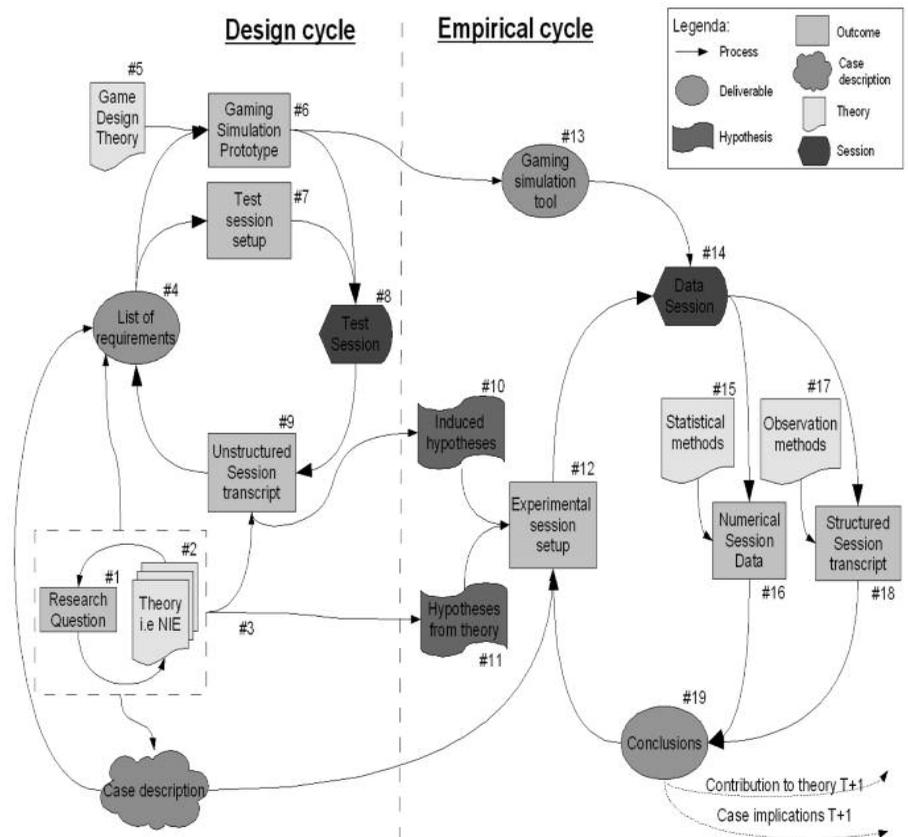 Design cycle
Empirical cycle
Legenda:
Process
Deliverable
Hypothesis
Outcome
Case
description
Theory
Session
#5
Game
Design
Theory
#6
Gaming
Simulation
Prototype
#7
Test
session
setup
#4
List of
requirements
#8
Test
Session
#9
Unstructured
Session
transcript
#1
Research
Question
#2
Theory
i.e NIE
#3
Case description
#13
Gaming
simulation
tool
#14
Data
Session
#10
Induced
hypotheses
#12
Experimental
session
setup
Hypotheses
from theory
#11
#15
Statistical
methods
#17
Observation
methods
Numerical
Session
Data
#16
Structured
Session
transcript
#18
#19
Conclusions
Contribution to theory T+1
Case implications T+1